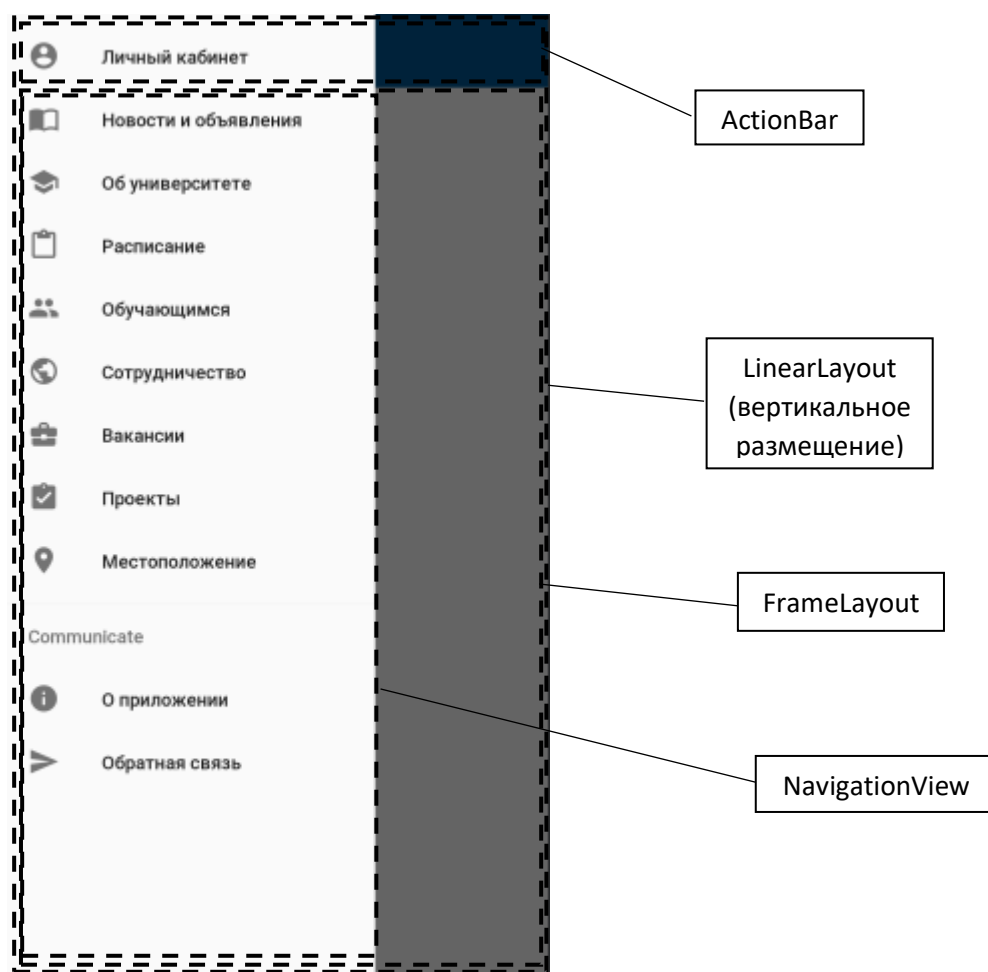 Личный кабинет
Новости и объявления
Об университете
Расписание
Обучающимся
Сотрудничество
Вакансии
Проекты
Местоположение
Communicate
О приложении
Обратная связь
ActionBar
LinearLayout
(вертикальное
размещение)
FrameLayout
NavigationView